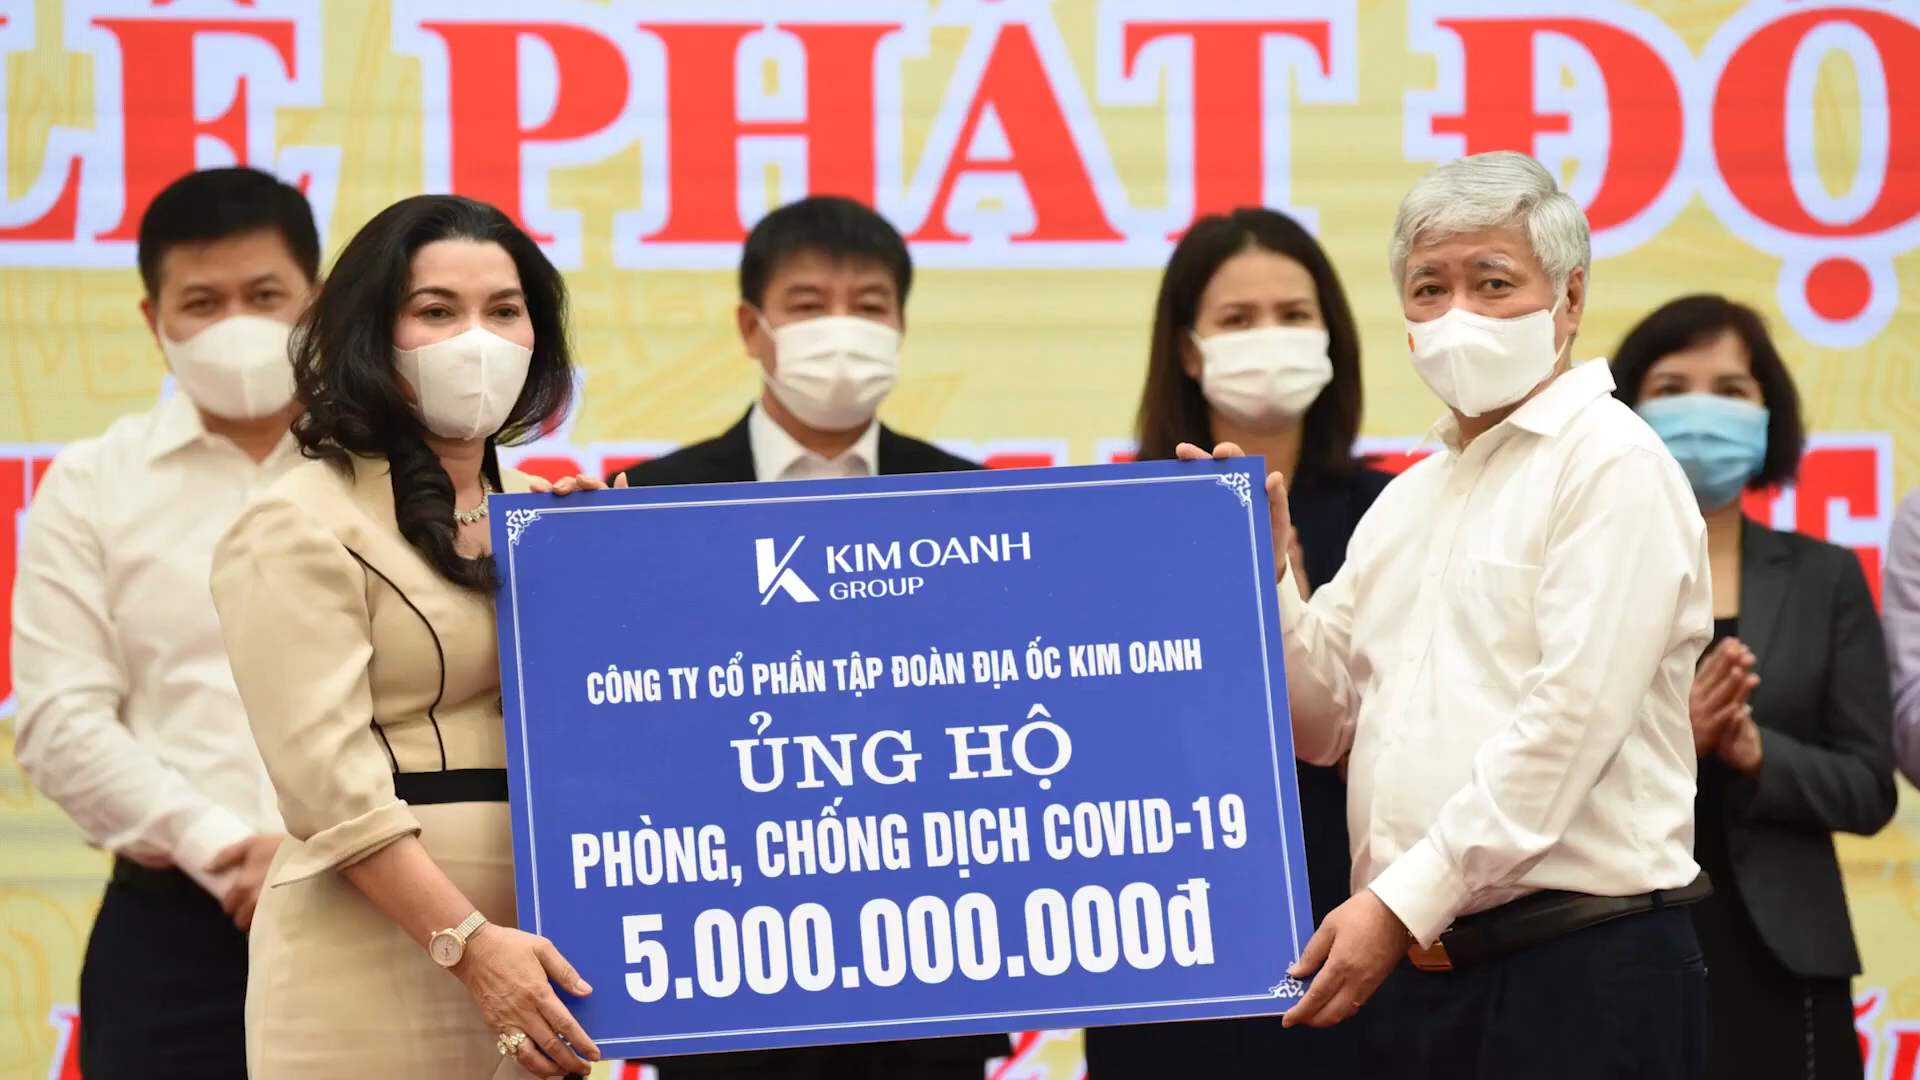 LỄ PHÁT ĐỘ
KIM OANH
GROUP
CÔNG TY CỔ PHẦN TẬP ĐOÀN ĐỊA ỐC KIM OANH
ỦNG HỘ
PHÒNG, CHỐNG DỊCH COVID-19
5.000.000.000đ